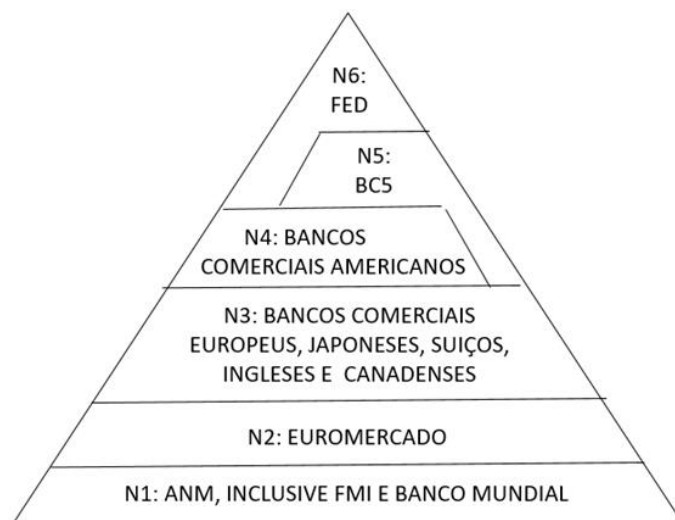 N6:
FED
N5:
BC5
N4: BANCOS
COMERCIAIS AMERICANOS
N3: BANCOS COMERCIAIS
EUROPEUS, JAPONESES, SUIÇOS,
INGLESES E CANADENSES
N2: EUROMERCADO
N1: ANM, INCLUSIVE FMI E BANCO MUNDIAL